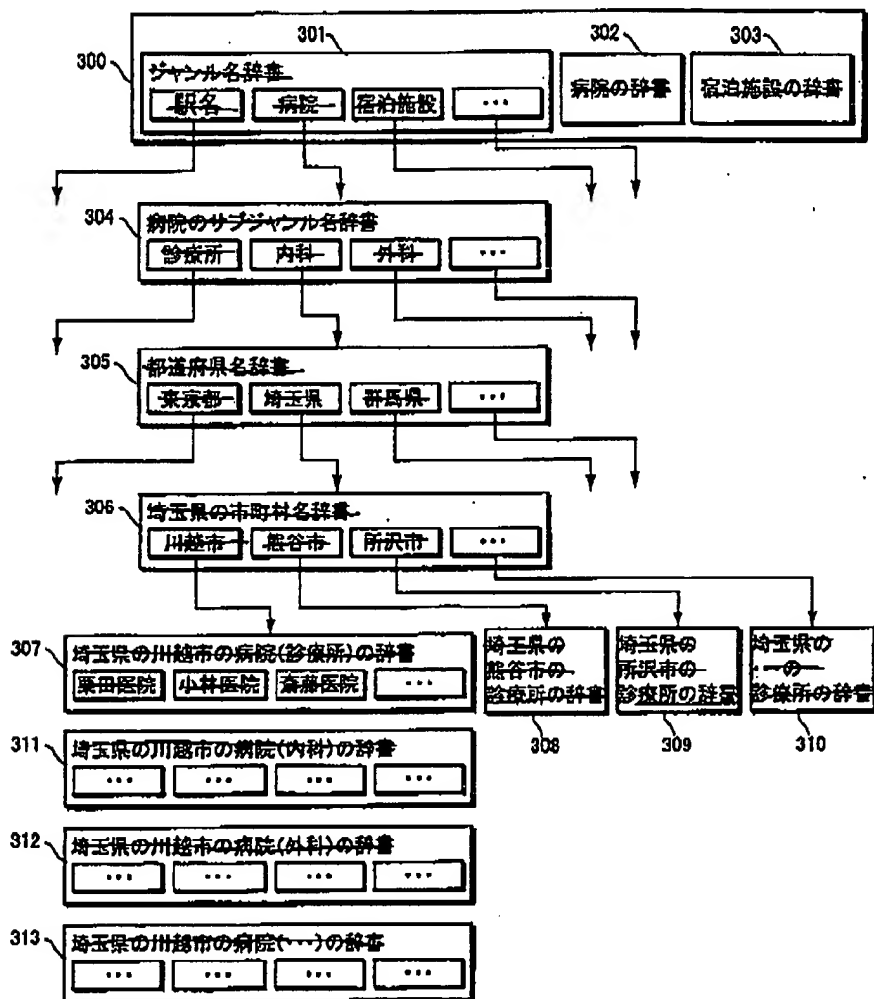 300
301
302
303
ジャンル名辞書
駅名
病院
宿泊施設
・・・
病院の辞書
宿泊施設の辞書
304
病院のサブジャンル名辞書
診療所
内科
外科
・・・
305
都道府県名辞書
東京都
埼玉県
群馬県
・・・
306
埼玉県の市町村名辞書
川越市
熊谷市
所沢市
・・・
307
埼玉県の川越市の病院(診療所)の辞書
栗田医院
小林医院
斎藤医院
・・・
埼玉県の
熊谷市の
診療所の辞書
308
埼玉県の
所沢市の
診療所の辞書
309
埼玉県の
・・の
診療所の辞書
310
311
埼玉県の川越市の病院(内科)の辞書
・・・
・・・
・・・
・・・
312
埼玉県の川越市の病院(外科)の辞書
・・・
・・・
・・・
・・・
313
埼玉県の川越市の病院(・・・)の辞書
・・・
・・・
・・・
・・・